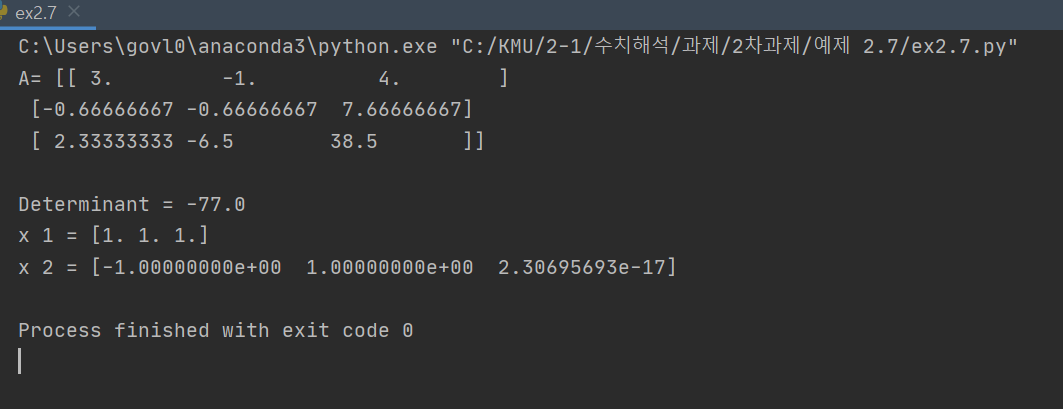 ex2.7
C:\Users\govl0\anaconda3\python.exe "C:/KMU/2-1/수치해석/과제/2차과제/예제 2.7/ex2.7.py"
A= [[ 3.         -1.          4.        ]
 [-0.66666667 -0.66666667  7.66666667]
 [ 2.33333333 -6.5        38.5       ]]
Determinant = -77.0
x 1 = [1. 1. 1.]
x 2 = [-1.00000000e+00  1.00000000e+00  2.30695693e-17]
Process finished with exit code 0